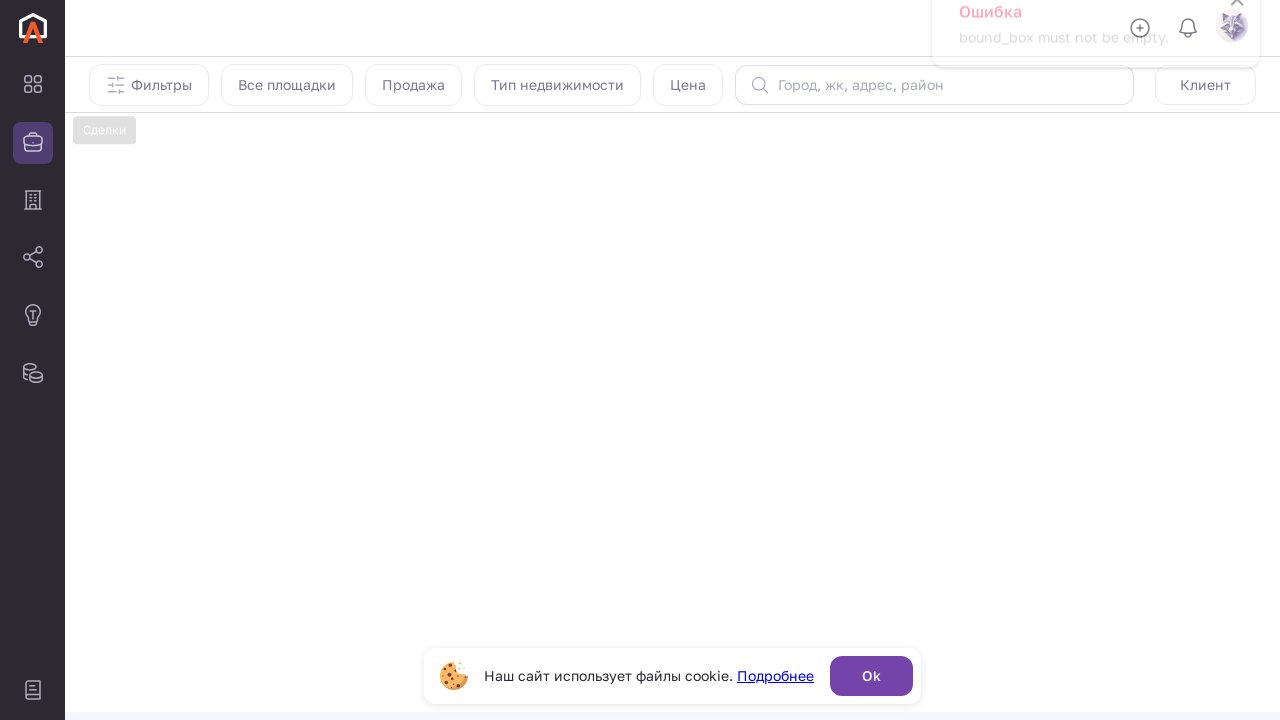 Ошибка
bound_box must not be empty.
Фильтры
Все площадки
Продажа
Тип недвижимости
Цена
Город, жк, адрес, район
Клиент
Сделки
Наш сайт использует файлы cookie. Подробнее
Ok